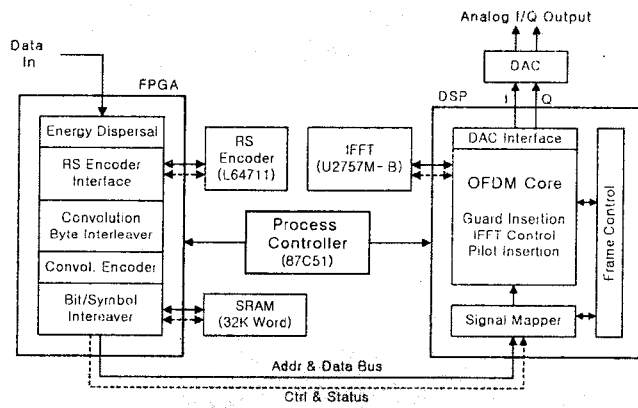 Analog I/Q Output
Data
In
DAC
FPGA
DSP
I
Q
Energy Dispersal
RS Encoder
Interface
Convolution
Byte Interleaver
Convol. Encoder
Bit/Symbol
Intereaver
RS
Encoder
(L64711)
IFFT
(U2757M-B)
Process
Controller
(87C51)
SRAM
(32K Word)
DAC Interface
OFDM Core
Guard Insertion
IFFT Control
Pilot Insertion
Frame Control
Signal Mapper
Addr & Data Bus
Ctrl & Status